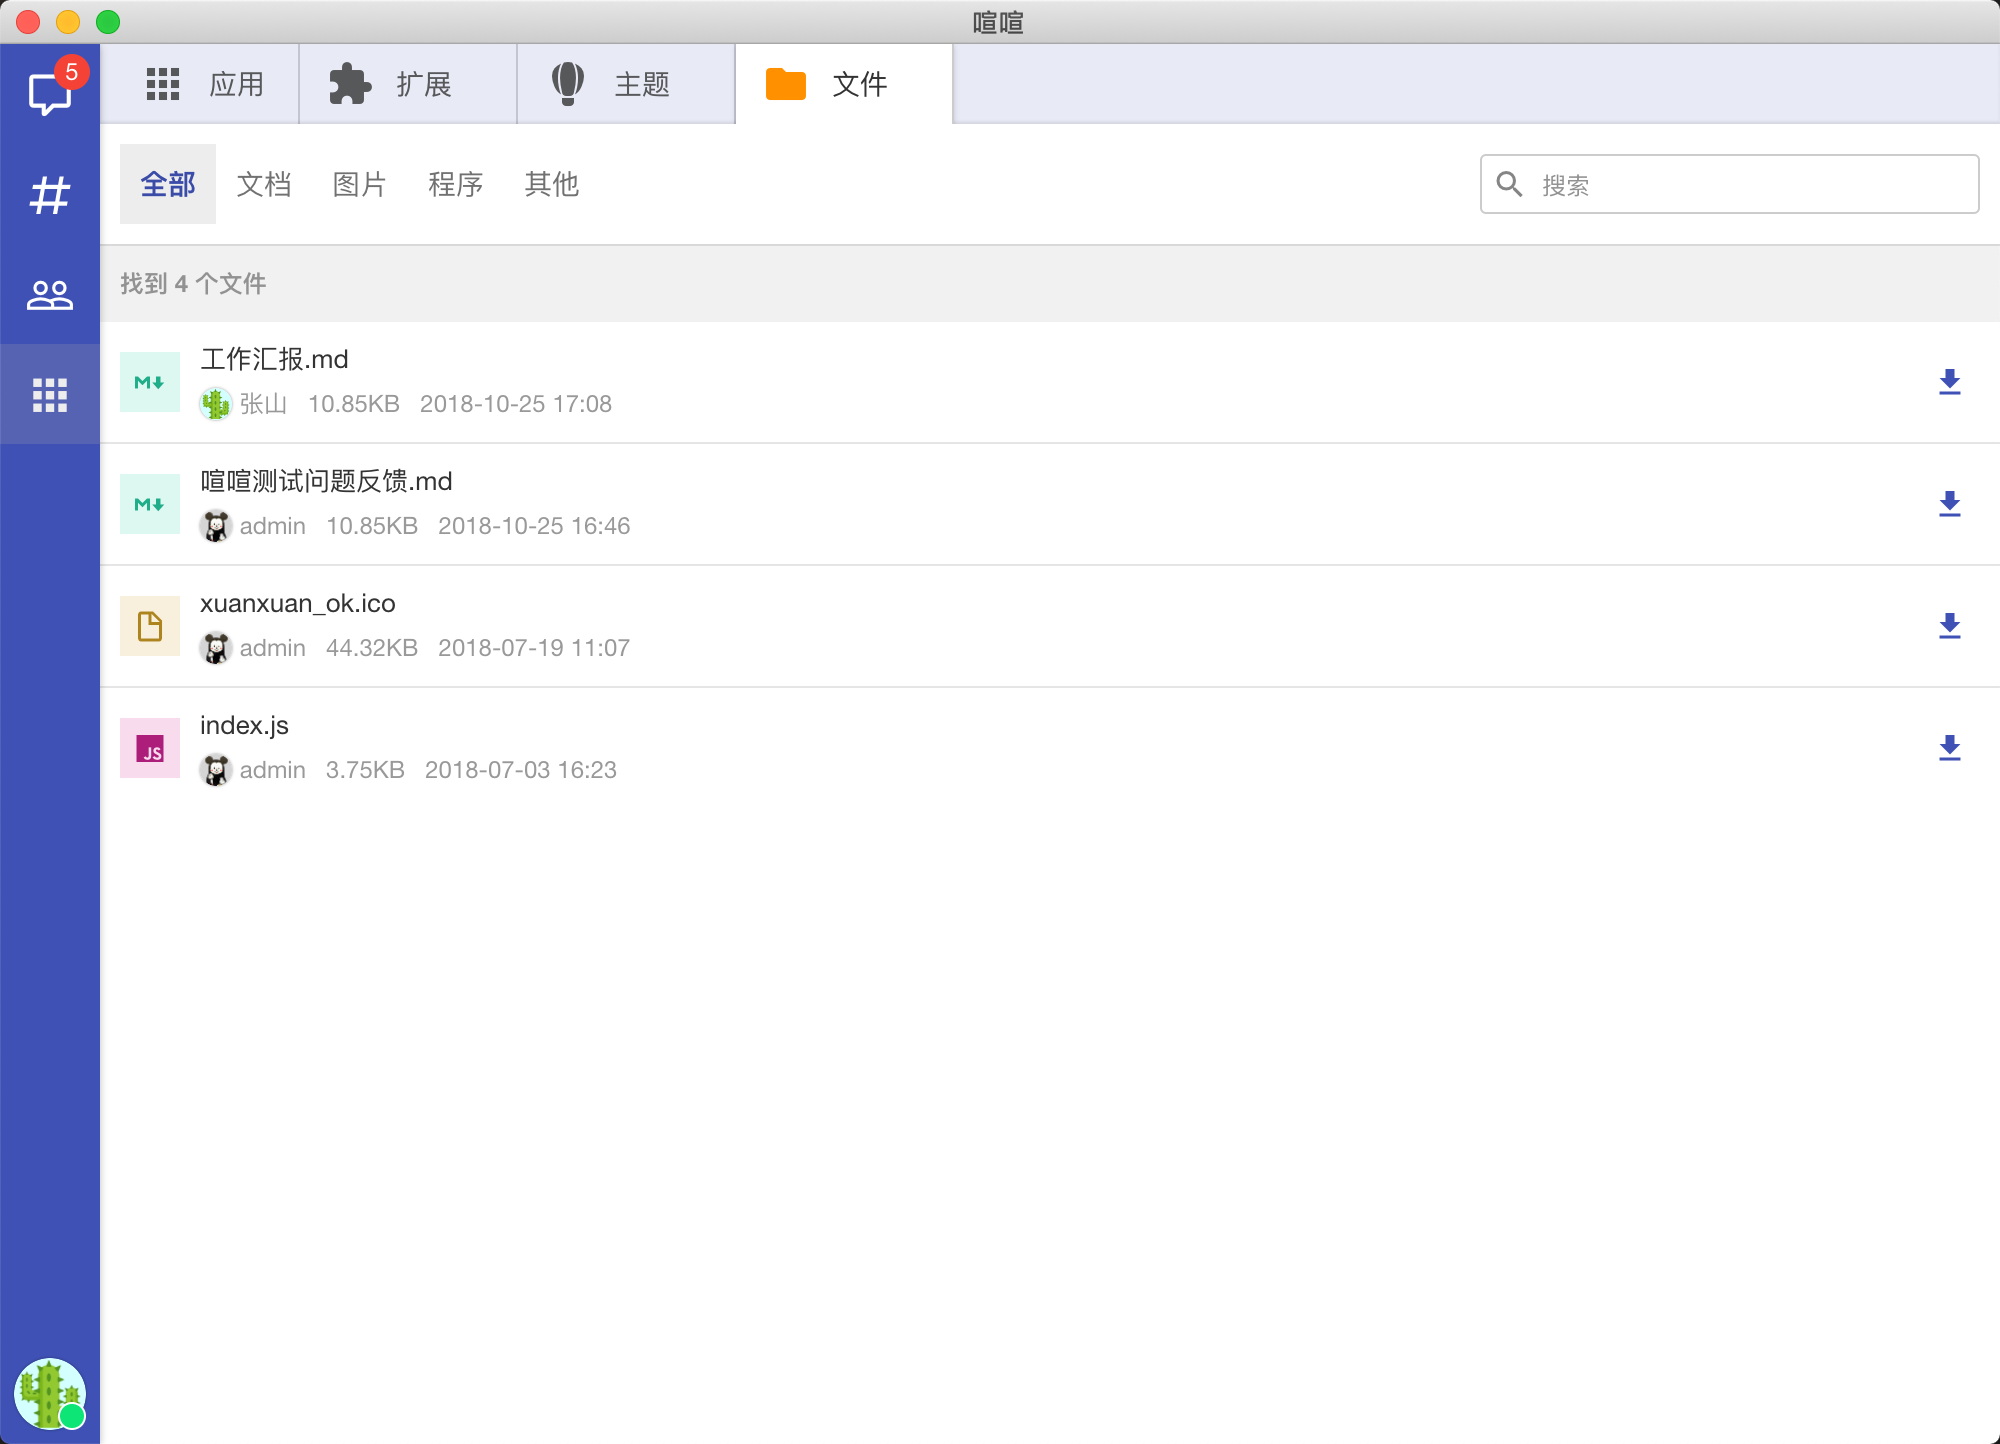 喧喧
5
应用 扩展 主题 文件
全部 文档 图片 程序 其他 搜索
找到 4 个文件
工作汇报.md
M 张山 10.85KB 2018-10-25 17:08
喧喧测试问题反馈.md
M admin 10.85KB 2018-10-25 16:46
xuanxuan_ok.ico
admin 44.32KB 2018-07-19 11:07
index.js
JS admin 3.75KB 2018-07-03 16:23